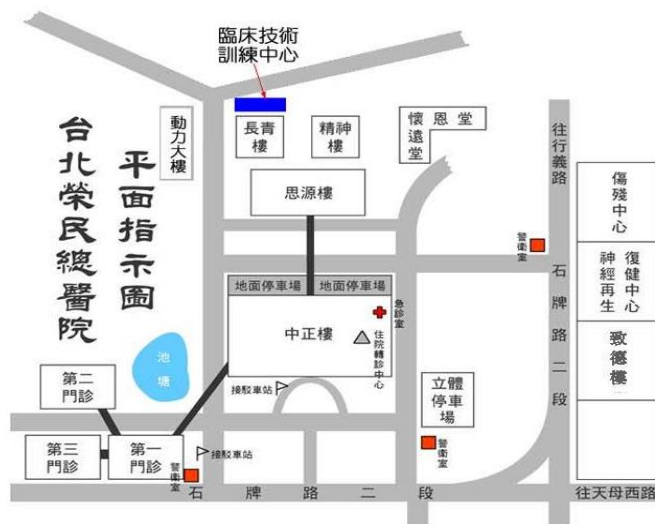 臨床技術
訓練中心
台北榮民總醫院
平面指示圖
動力大樓
長青
樓
精神
樓
懷恩堂
遠
堂
思源樓
往行義路
傷殘中心
警衛室
復健中心
神經再生
地面停車場
地面停車場
急診室
中正樓
住院轉診中心
石牌路二段
致德樓
池塘
第二
門診
接駁車站
立體
停車
場
第三
門診
第一
門診
接駁車站
警衛室
警衛室
石牌路二段
往天母西路